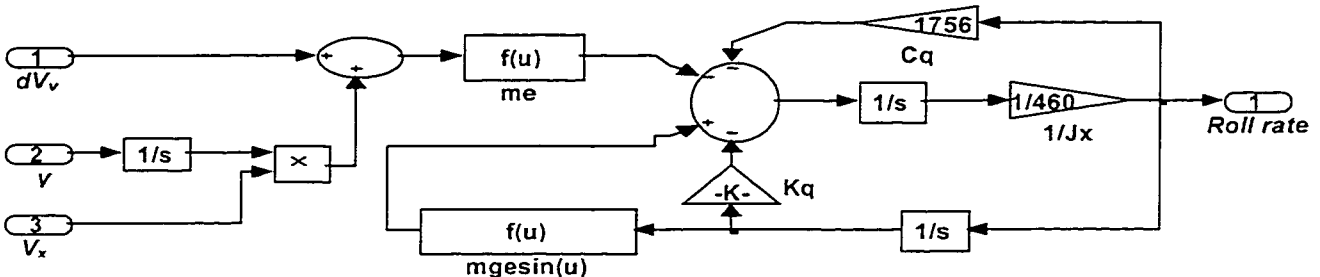 1
dVv
2
v
3
Vx
1/s
×
+
+
f(u)
me
-
-
+
-
1756
Cq
1/s
1/460
1/Jx
1
Roll rate
-K-
Kq
f(u)
mgesin(u)
1/s